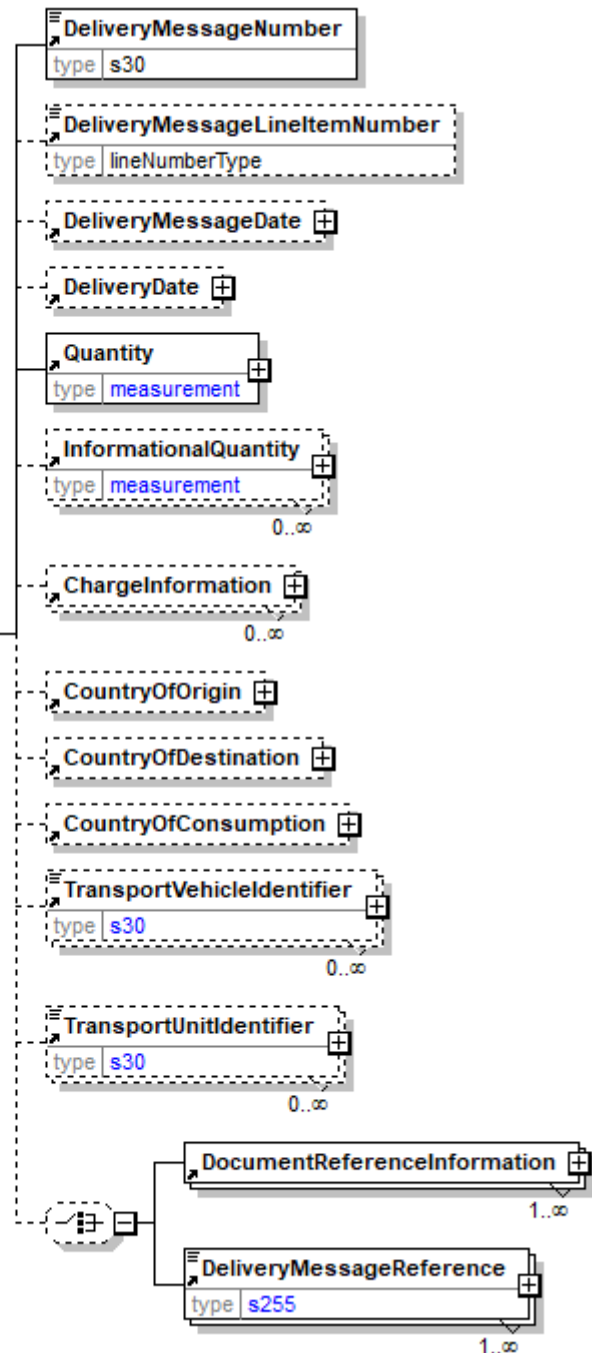 DeliveryMessageNumber
type s30
DeliveryMessageLineItemNumber
type lineNumberType
DeliveryMessageDate
DeliveryDate
Quantity
type measurement
InformationalQuantity
type measurement
0..∞
ChargeInformation
0..∞
CountryOfOrigin
CountryOfDestination
CountryOfConsumption
TransportVehicleIdentifier
type s30
0..∞
TransportUnitIdentifier
type s30
0..∞
DocumentReferenceInformation
1..∞
DeliveryMessageReference
type s255
1..∞